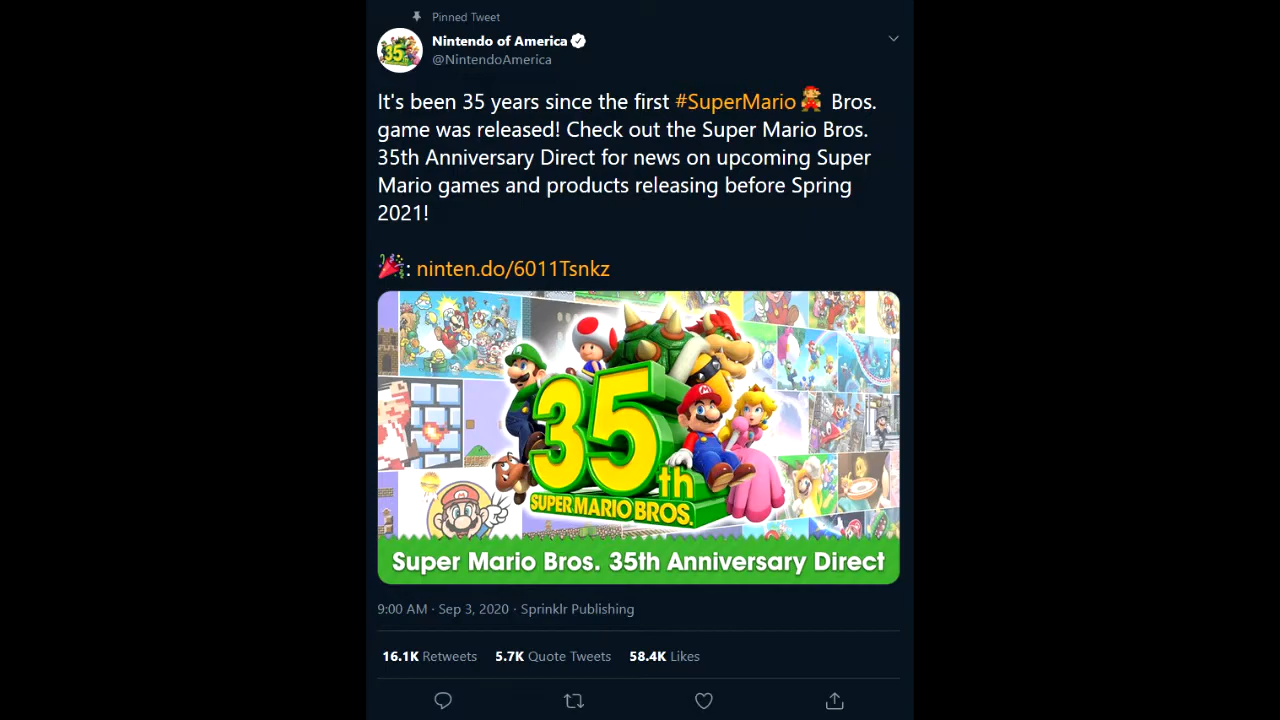 Pinned Tweet
Nintendo of America
@NintendoAmerica
It's been 35 years since the first #SuperMario Bros.
game was released! Check out the Super Mario Bros.
35th Anniversary Direct for news on upcoming Super
Mario games and products releasing before Spring
2021!
🎉: ninten.do/6011Tsnkz
35th
SUPER MARIO BROS.
Super Mario Bros. 35th Anniversary Direct
9:00 AM · Sep 3, 2020 · Sprinklr Publishing
16.1K Retweets 5.7K Quote Tweets 58.4K Likes